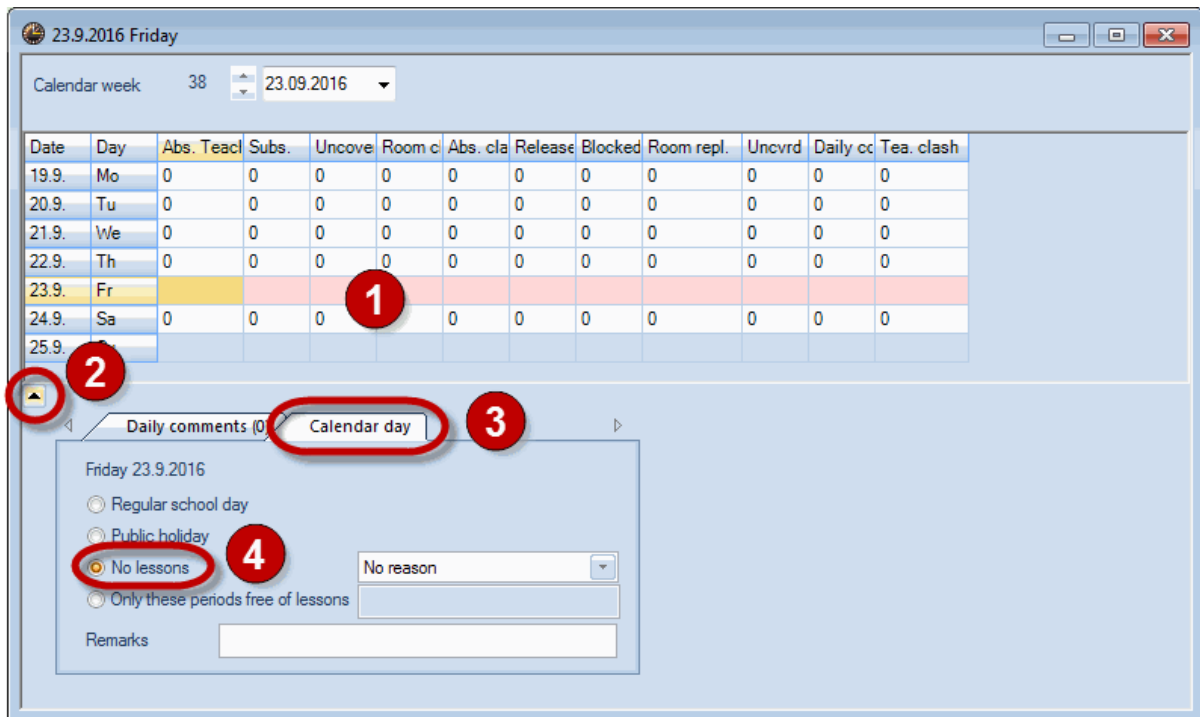 23.9.2016 Friday
Calendar week 38 23.09.2016
Date Day Abs. Teacl Subs. Uncove Room c Abs. cla Release Blocked Room repl. Uncvrd Daily cc Tea. clash
19.9. Mo 0 0 0 0 0 0 0 0 0 0 0
20.9. Tu 0 0 0 0 0 0 0 0 0 0 0
21.9. We 0 0 0 0 0 0 0 0 0 0 0
22.9. Th 0 0 0 0 0 0 0 0 0 0 0
23.9. Fr 1
24.9. Sa 0 0 0 0 0 0 0 0 0 0
25.9.
2
Daily comments (0) Calendar day 3
Friday 23.9.2016
Regular school day
Public holiday
No lessons 4 No reason
Only these periods free of lessons
Remarks